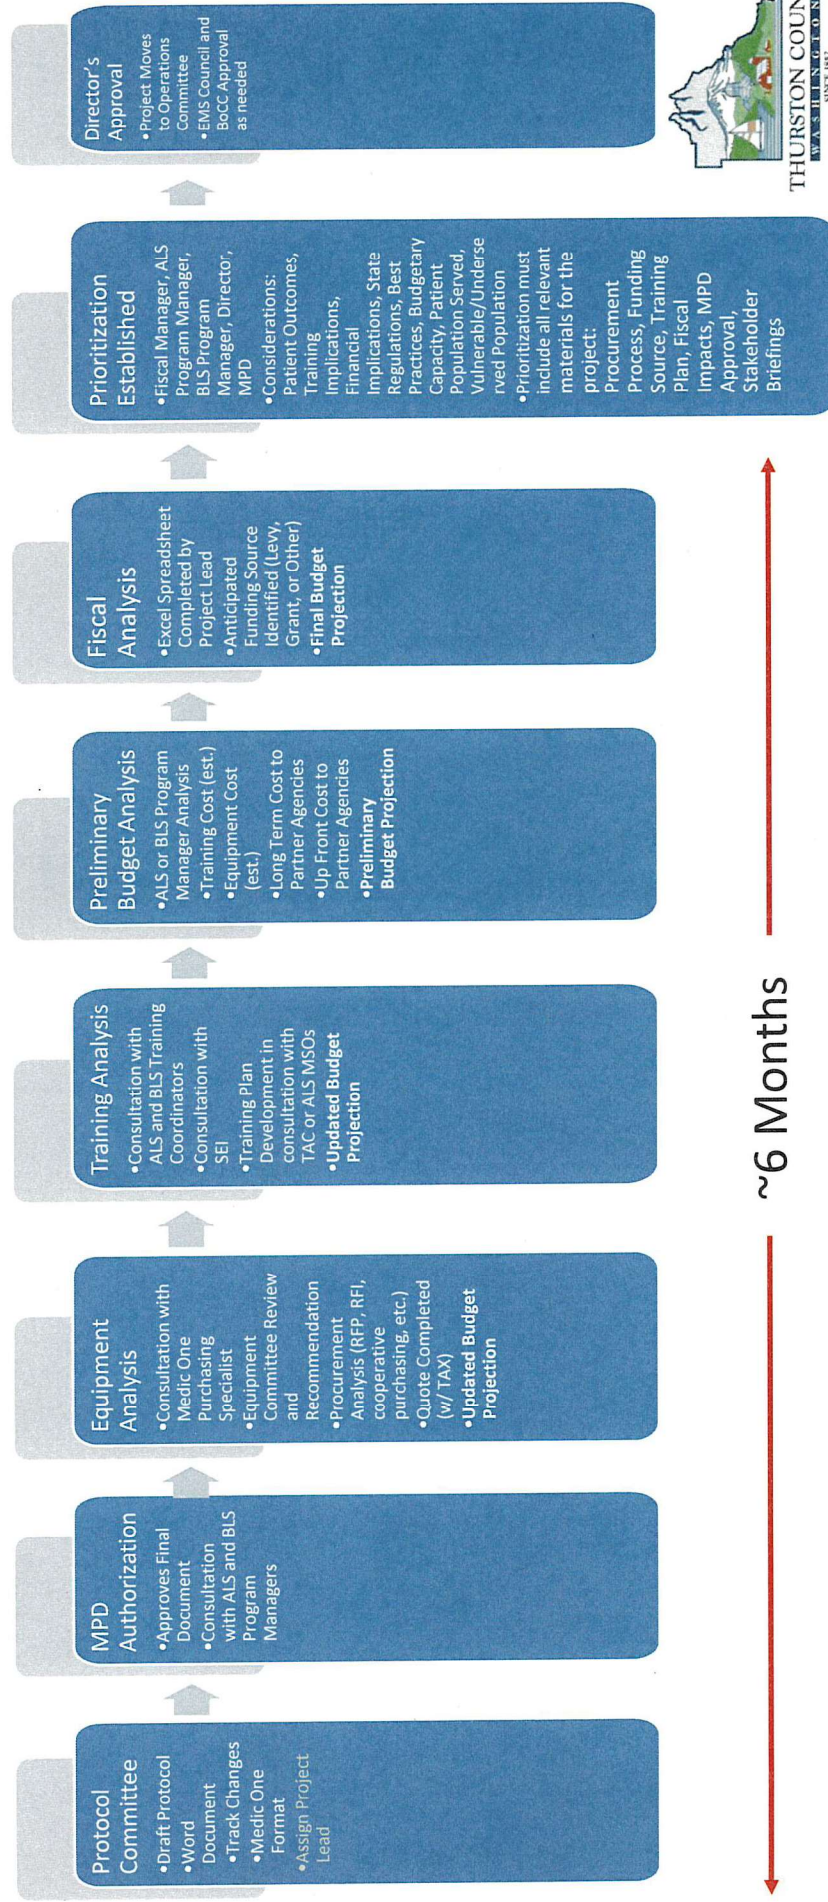 Protocol
Committee
•Draft Protocol
•Word
Document
•Track Changes
•Medic One
Format
•Assign Project
Lead
MPD
Authorization
•Approves Final
Document
•Consultation
with ALS and BLS
Program
Managers
Equipment
Analysis
•Consultation with
Medic One
Purchasing
Specialist
•Equipment
Committee Review
and
Recommendation
•Procurement
Analysis (RFP, RFI,
cooperative
purchasing, etc.)
•Quote Completed
(w/ TAX)
•Updated Budget
Projection
Training Analysis
•Consultation with
ALS and BLS Training
Coordinators
•Consultation with
SEI
•Training Plan
Development in
consultation with
TAC or ALS MSOs
•Updated Budget
Projection
Preliminary
Budget Analysis
•ALS or BLS Program
Manager Analysis
•Training Cost (est.)
•Equipment Cost
(est.)
•Long Term Cost to
Partner Agencies
•Up Front Cost to
Partner Agencies
•Preliminary
Budget Projection
Fiscal
Analysis
•Excel Spreadsheet
Completed by
Project Lead
•Anticipated
Funding Source
Identified (Levy,
Grant, or Other)
•Final Budget
Projection
Prioritization
Established
•Fiscal Manager, ALS
Program Manager,
BLS Program
Manager, Director,
MPD
•Considerations:
Patient Outcomes,
Training
Implications,
Financial
Implications, State
Regulations, Best
Practices, Budgetary
Capacity, Patient
Population Served,
Vulnerable/Underse
rved Population
•Prioritization must
include all relevant
materials for the
project:
Procurement
Process, Funding
Source, Training
Plan, Fiscal
Impacts, MPD
Approval,
Stakeholder
Briefings
Director's
Approval
•Project Moves
to Operations
Committee
•EMS Council and
BoCC Approval
as needed
~6 Months
THURSTON COUN
WASHINGTON
SINCE 1852